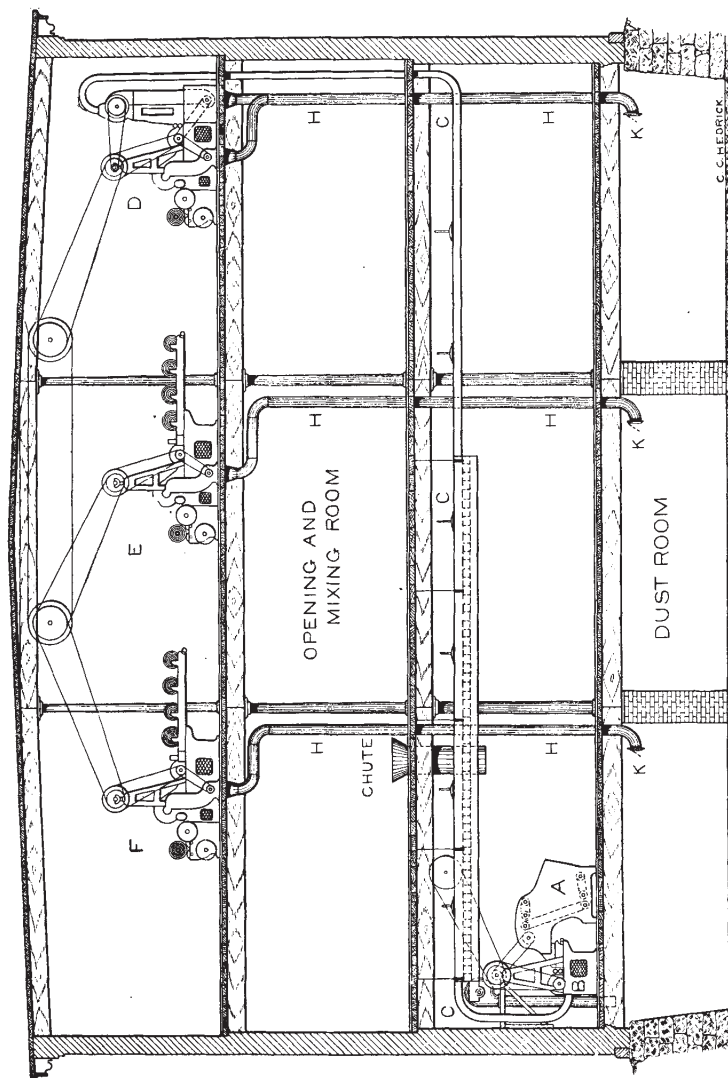 F
E
D
OPENING AND
MIXING ROOM
H
H
H
CHUTE
C
C
C
H
H
H
A
B
K
K
K
DUST ROOM
C.C. HEDRICK